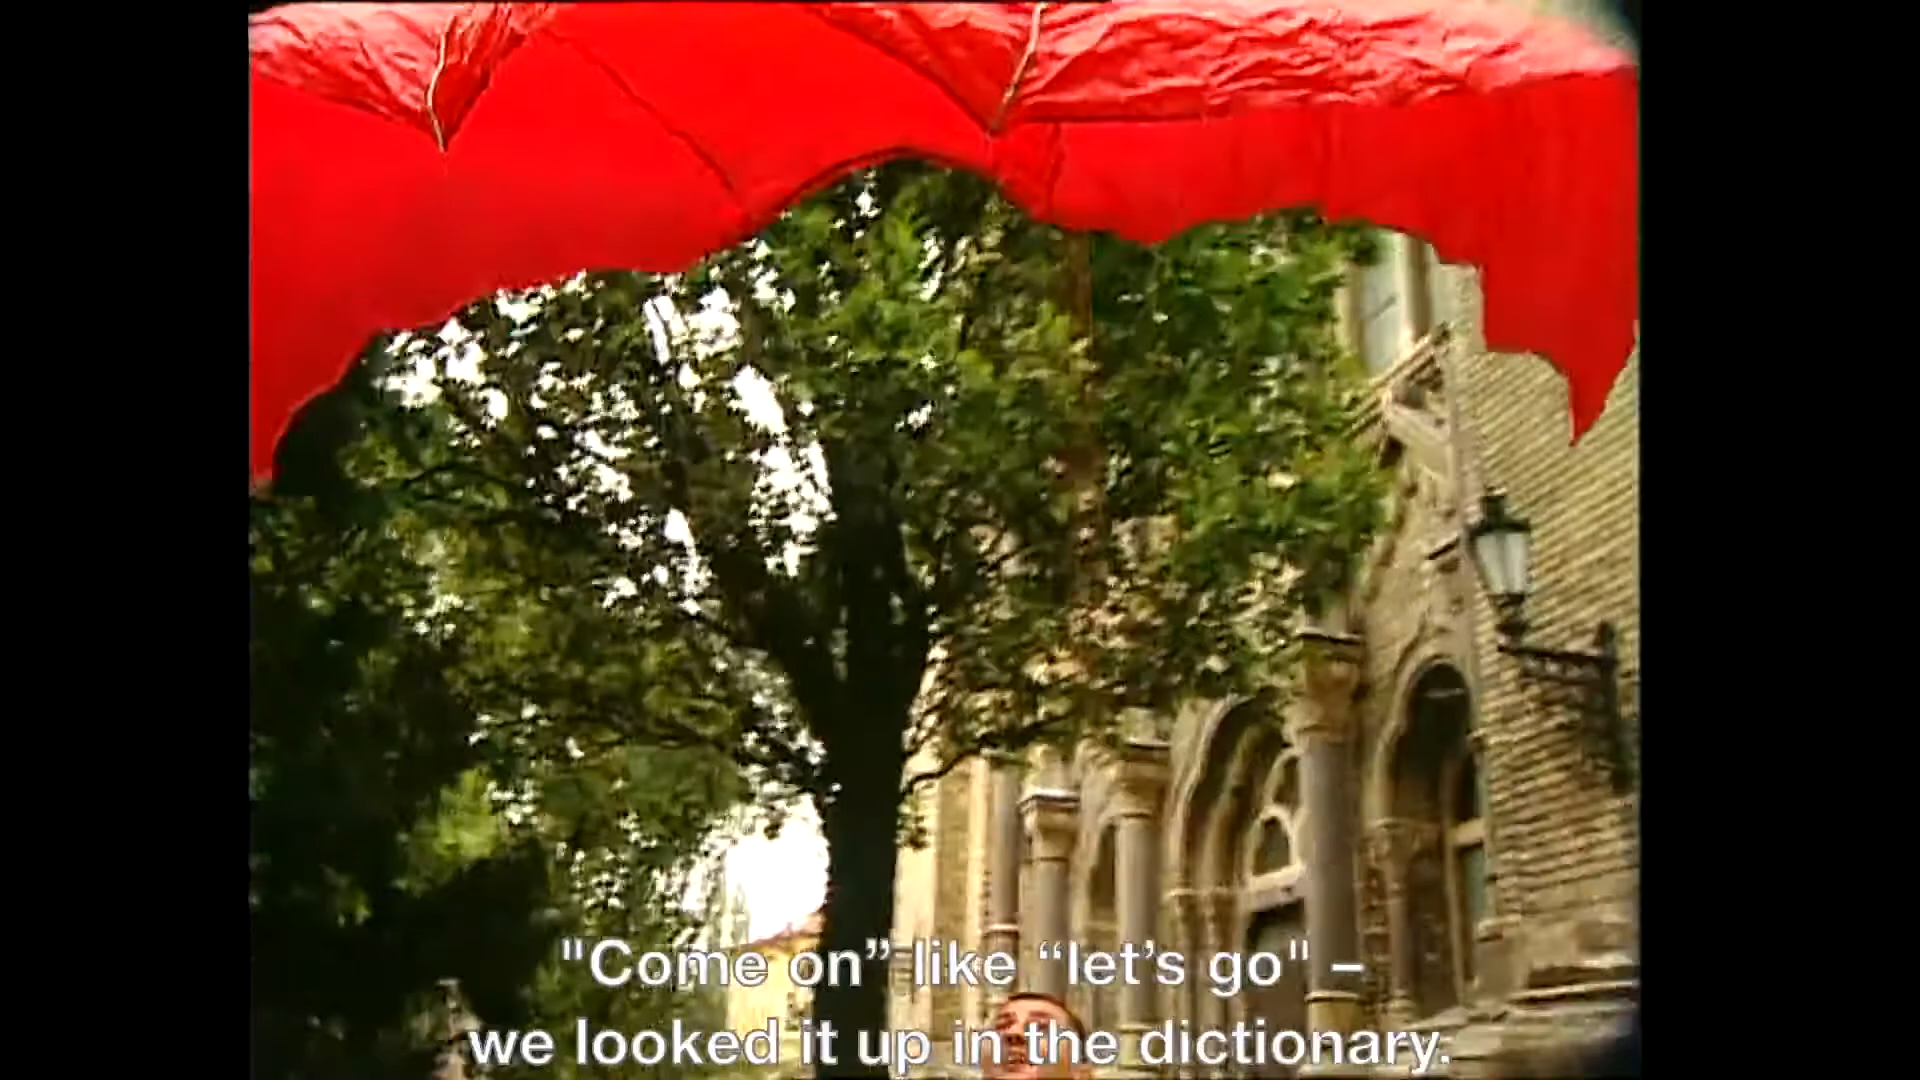 "Come on” like “let’s go" –
we looked it up in the dictionary.